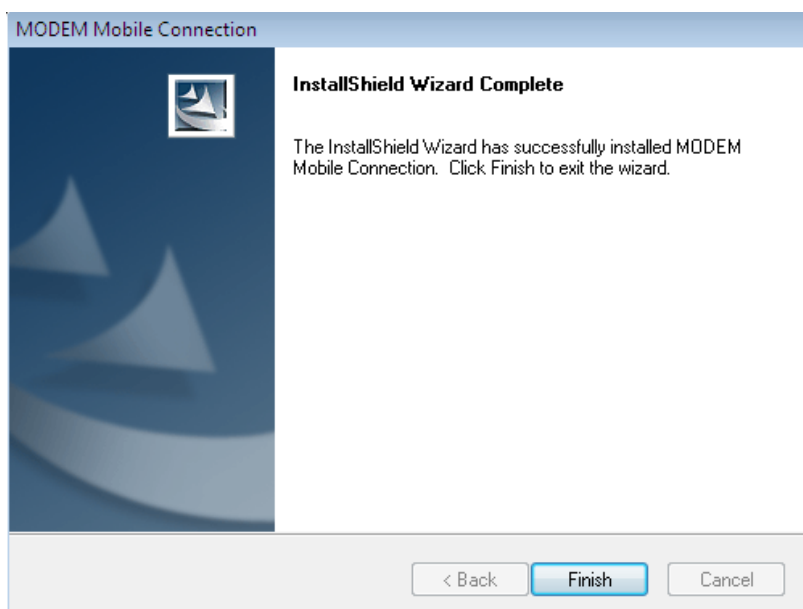 MODEM Mobile Connection
InstallShield Wizard Complete
The InstallShield Wizard has successfully installed MODEM
Mobile Connection. Click Finish to exit the wizard.
< Back
Finish
Cancel